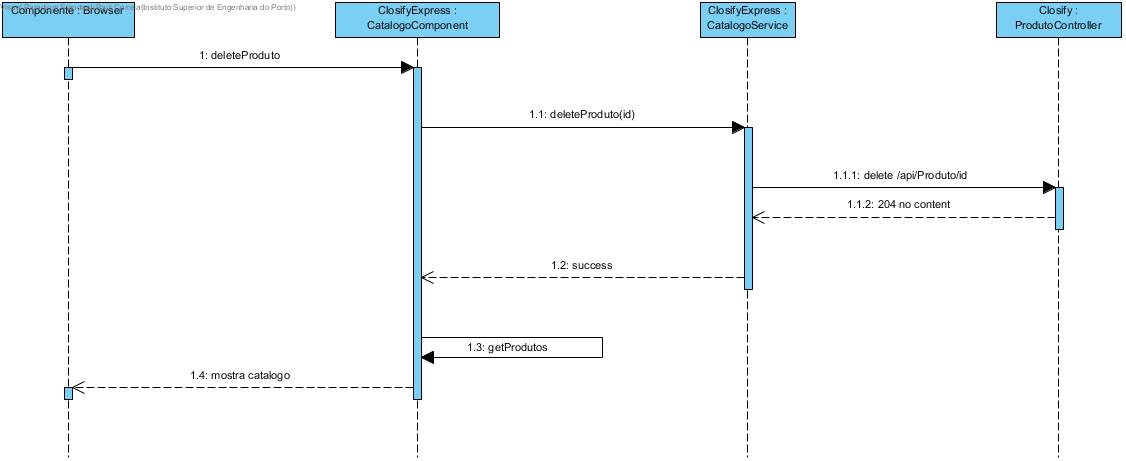 (Instituto Superior de Engenharia do Porto))
Componente : Browser
ClosifyExpress :
CatalogoComponent
ClosifyExpress :
CatalogoService
Closify :
ProdutoController
1: deleteProduto
1.1: deleteProduto(id)
1.1.1: delete /api/Produto/id
1.1.2: 204 no content
1.2: success
1.3: getProdutos
1.4: mostra catalogo